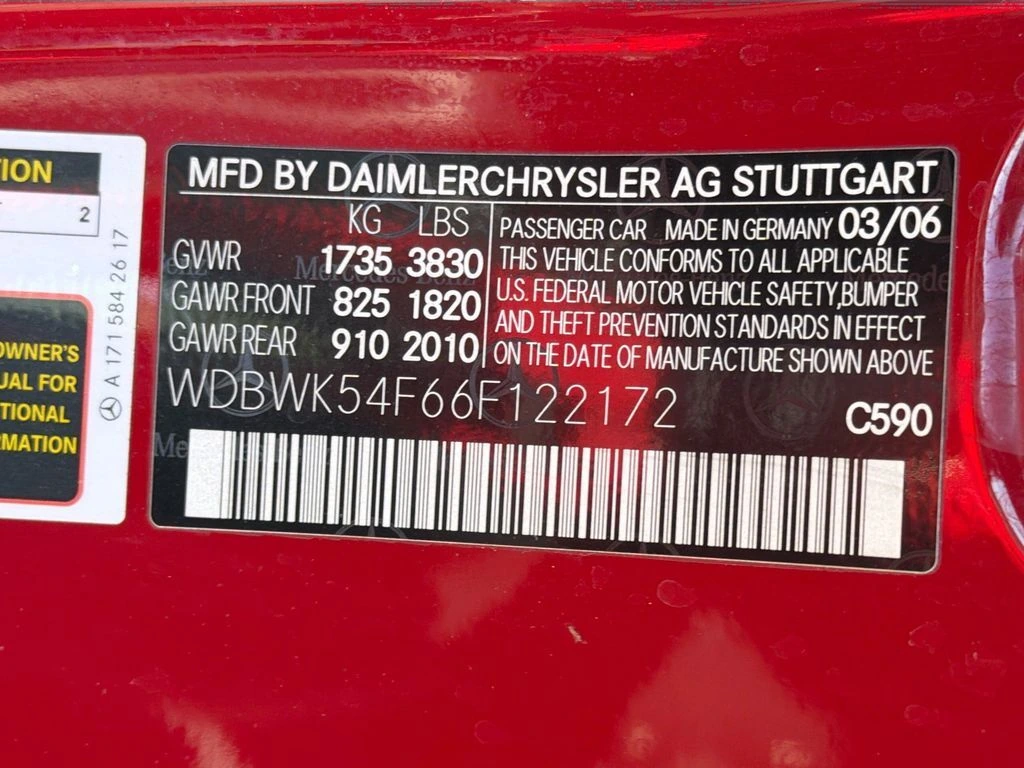 TION
2
OWNER'S
UAL FOR
TIONAL
RMATION
A 171 584 26 17
MFD BY DAIMLERCHRYSLER AG STUTTGART
KG LBS
GVWR 1735 3830
GAWR FRONT 825 1820
GAWR REAR 910 2010
PASSENGER CAR MADE IN GERMANY 03/06
THIS VEHICLE CONFORMS TO ALL APPLICABLE
U.S. FEDERAL MOTOR VEHICLE SAFETY,BUMPER
AND THEFT PREVENTION STANDARDS IN EFFECT
ON THE DATE OF MANUFACTURE SHOWN ABOVE
WDBWK54F66F122172
C590
Mercedes-Benz